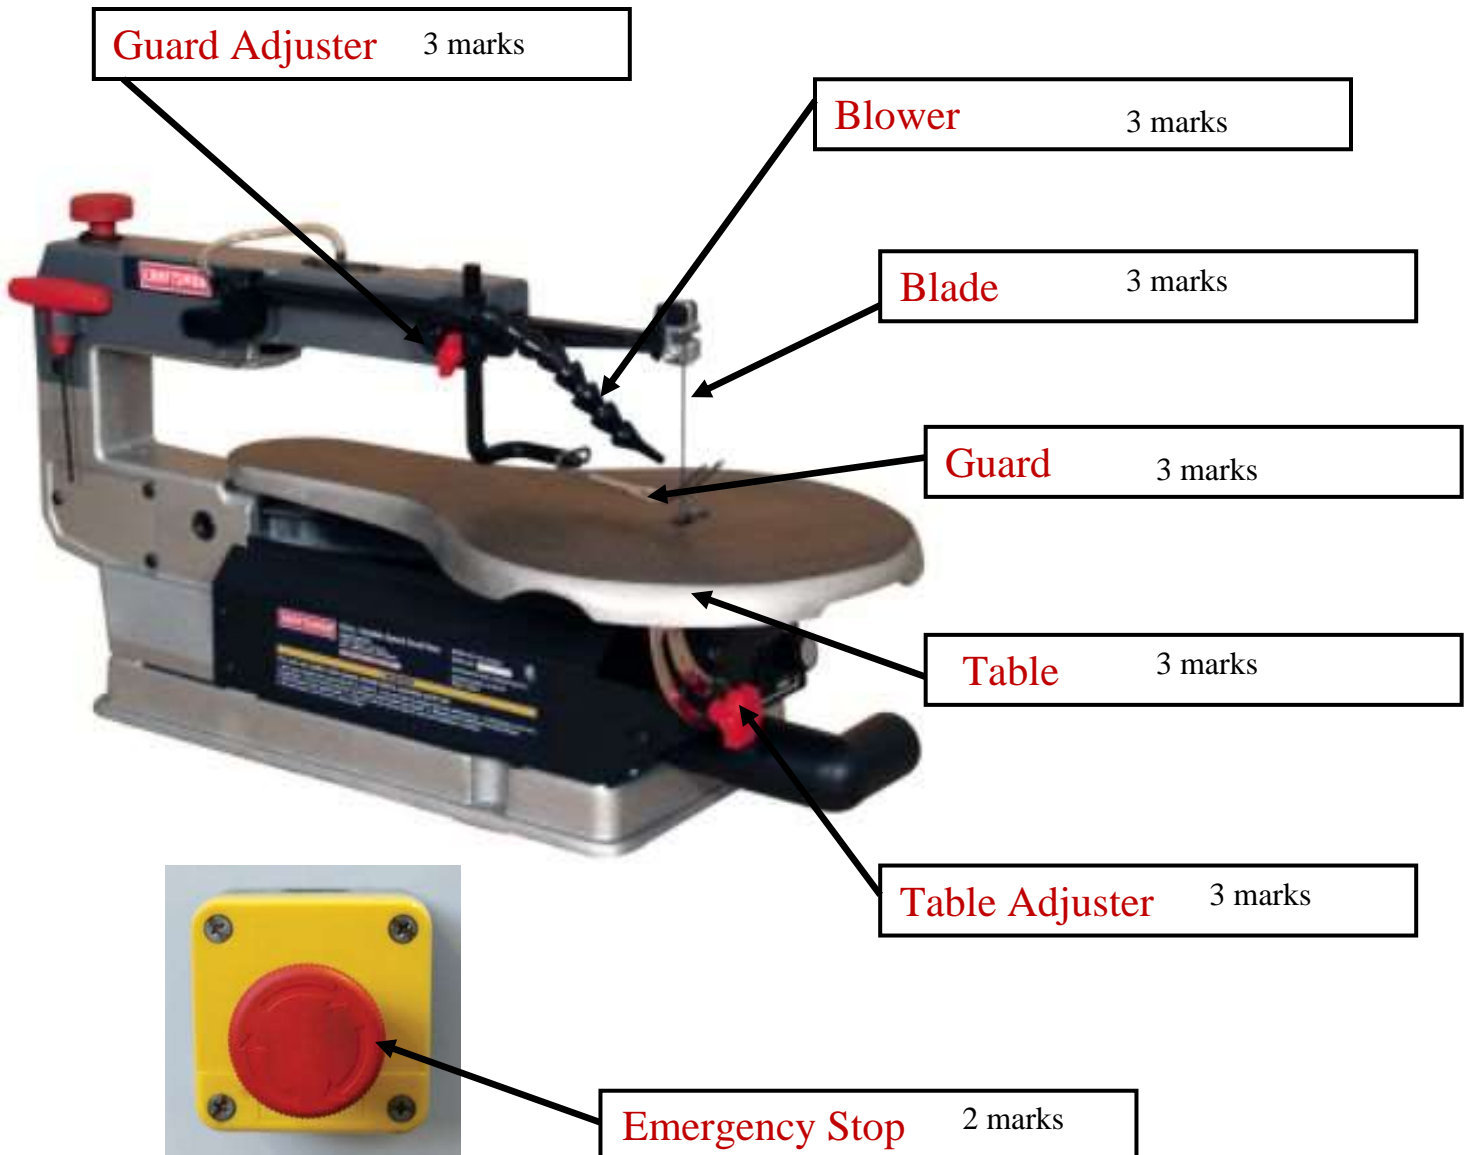 Guard Adjuster 3 marks
Blower 3 marks
CRAFTSMAN
Blade 3 marks
Guard 3 marks
CRAFTSMAN
Table 3 marks
Table Adjuster 3 marks
Emergency Stop 2 marks